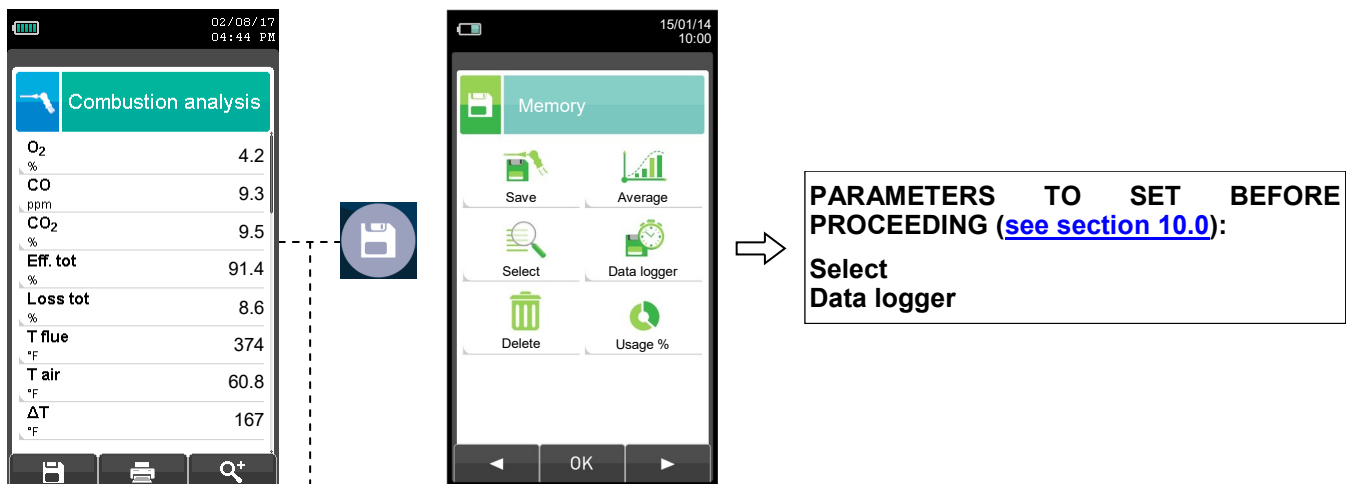 02/08/17
04:44 PM
Combustion analysis
O₂
%
4.2
CO
ppm
9.3
CO₂
%
9.5
Eff. tot
%
91.4
Loss tot
%
8.6
T flue
°F
374
T air
°F
60.8
ΔT
°F
167
15/01/14
10:00
Memory
Save
Average
Select
Data logger
Delete
Usage %
OK
PARAMETERS TO SET BEFORE
PROCEEDING (see section 10.0):
Select
Data logger